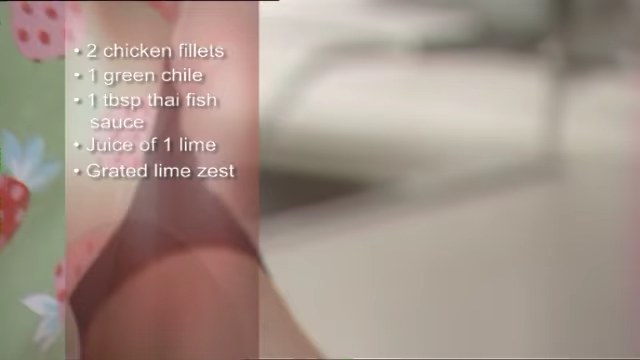 • 2 chicken fillets
• 1 green chile
• 1 tbsp thai fish
sauce
• Juice of 1 lime
• Grated lime zest